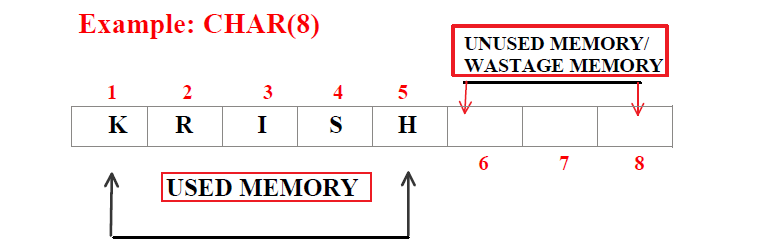 Example: CHAR(8)
UNUSED MEMORY/
WASTAGE MEMORY
1 2 3 4 5
K R I S H
6 7 8
USED MEMORY